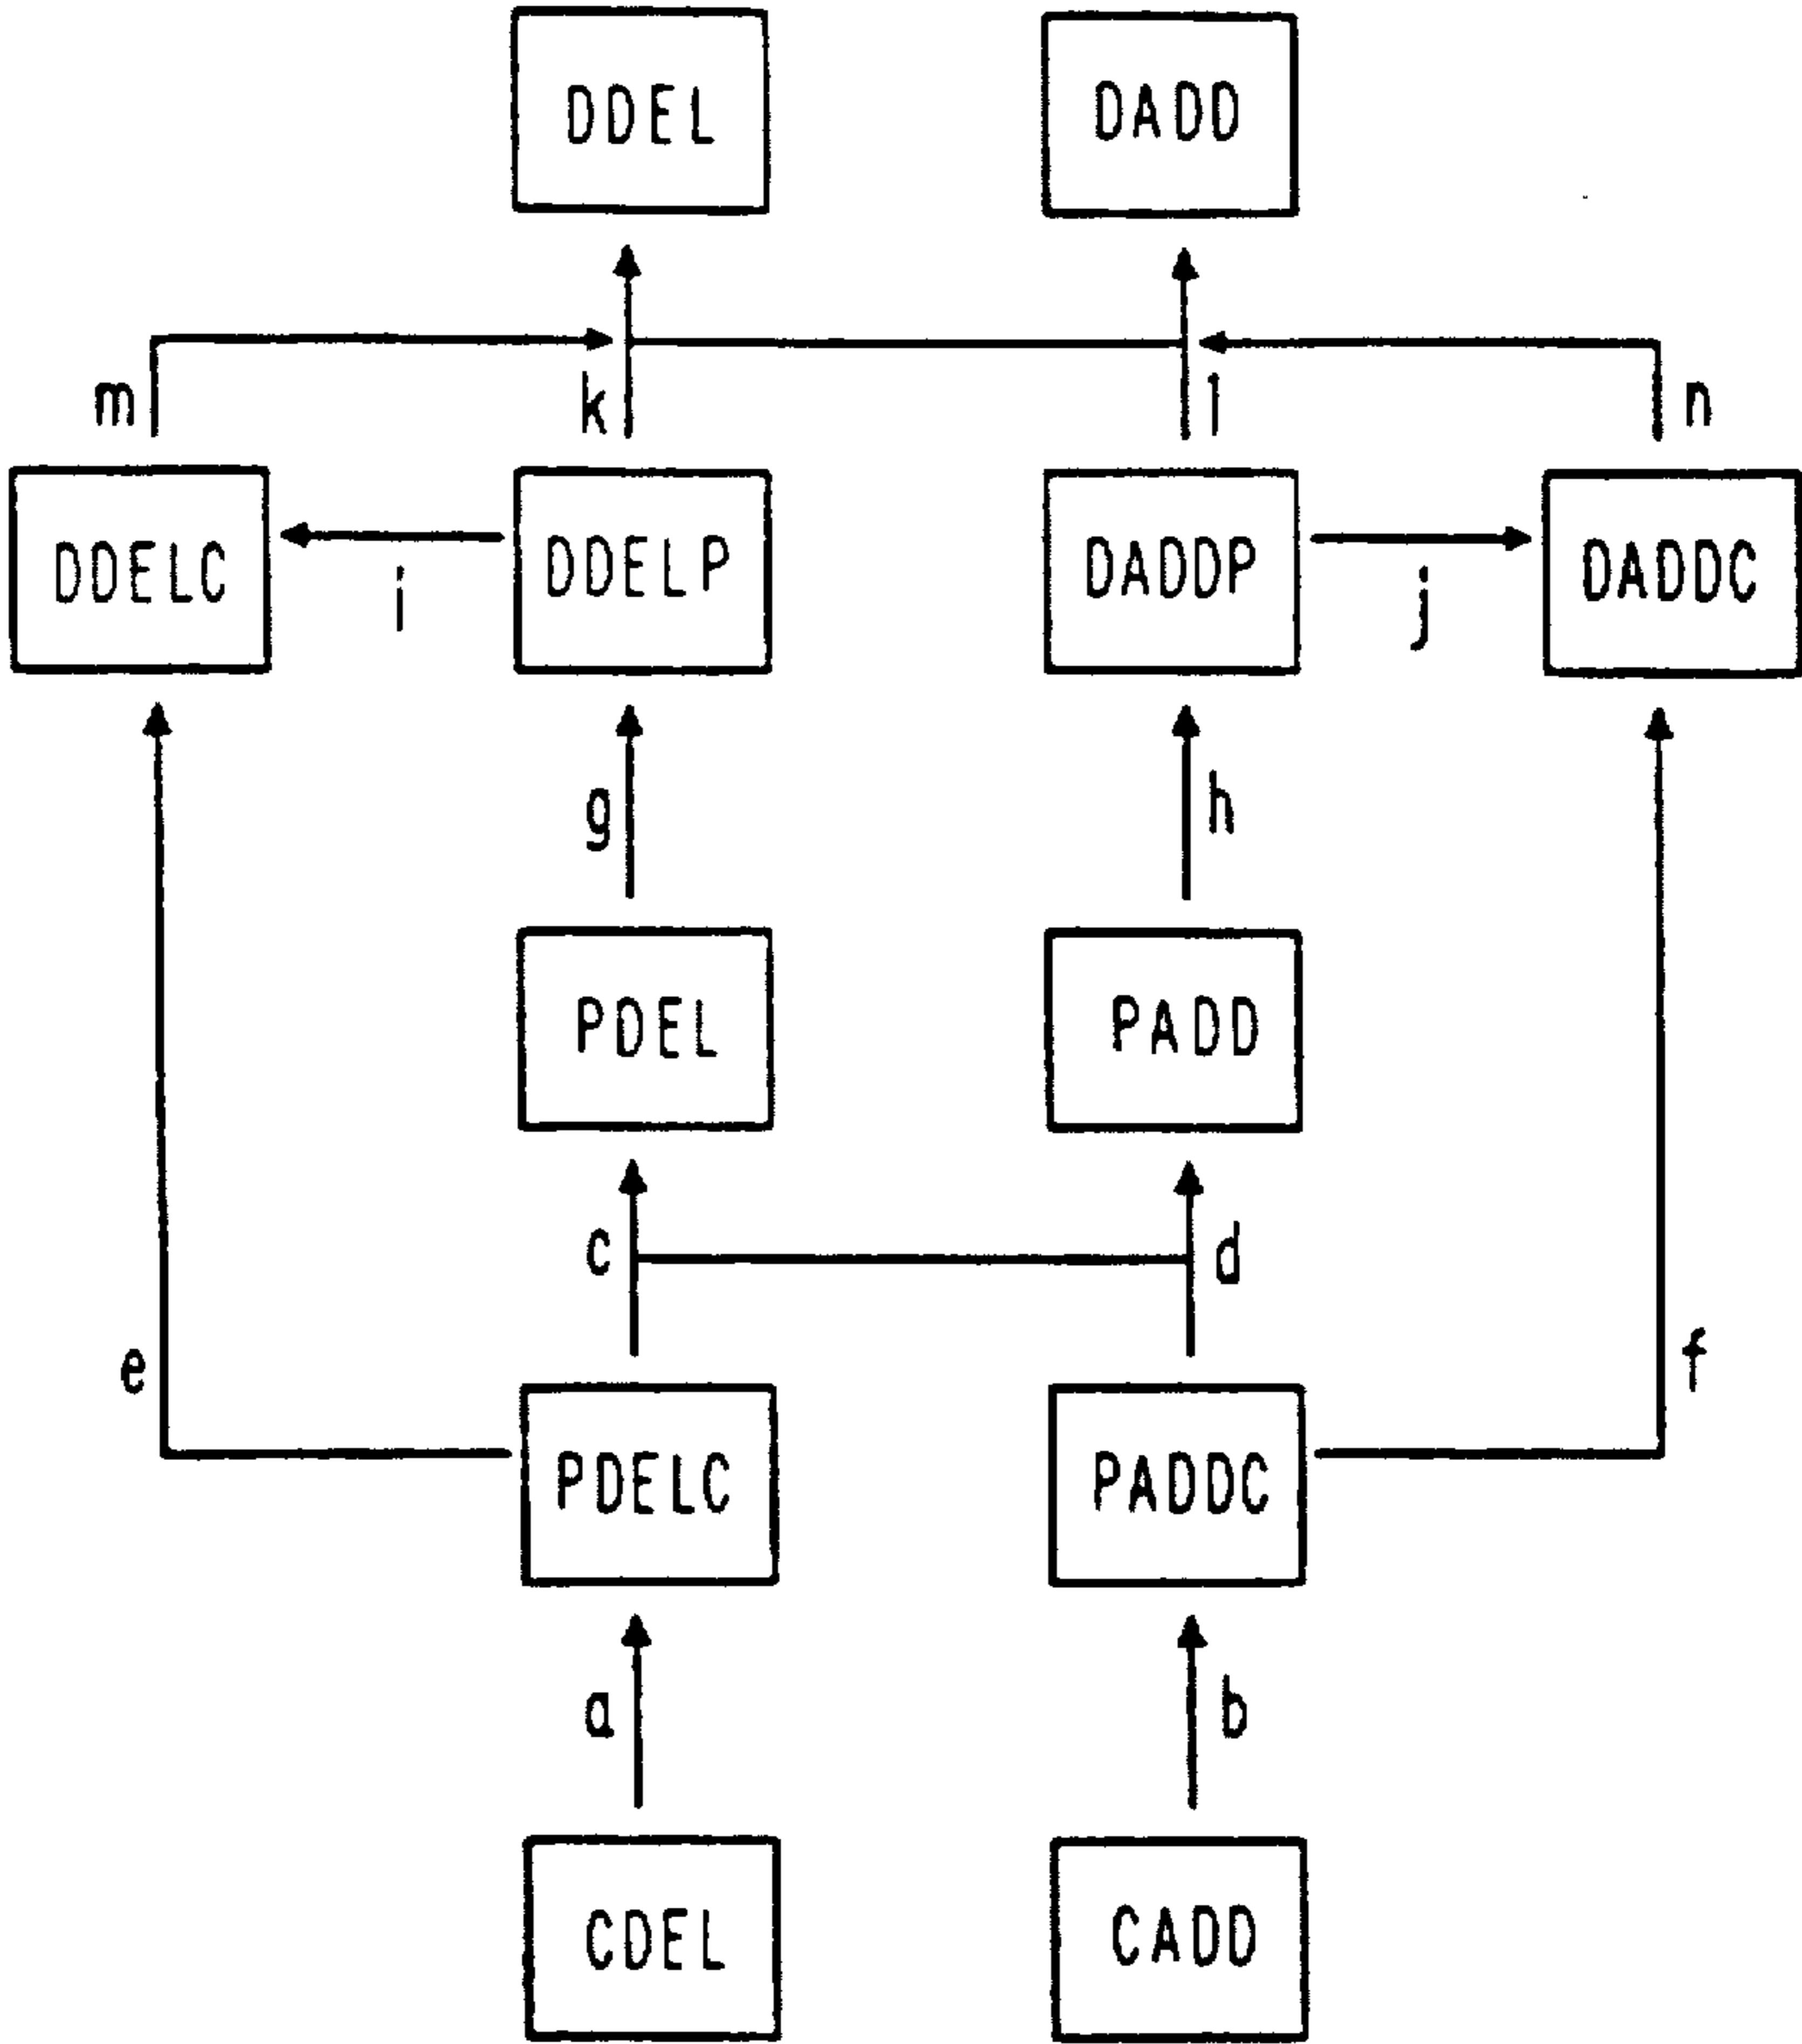 DDEL DADD
m k l n
DDELC i DDELP DADDP j DADDC
g h
PDEL PADD
c d
e f
PDELC PADDC
a b
CDEL CADD